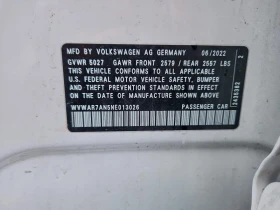 MFD BY VOLKSWAGEN AG GERMANY 06/2022
GVWR 5027 GAWR FRONT 2579 / REAR 2557 LBS
THIS VEHICLE CONFORMS TO ALL APPLICABLE
U.S. FEDERAL MOTOR VEHICLE SAFETY, BUMPER,
AND THEFT PREVENTION STANDARDS IN EFFECT
ON THE DATE OF MANUFACTURE SHOWN ABOVE.
WVWAR7AN5NE013026 PASSENGER CAR